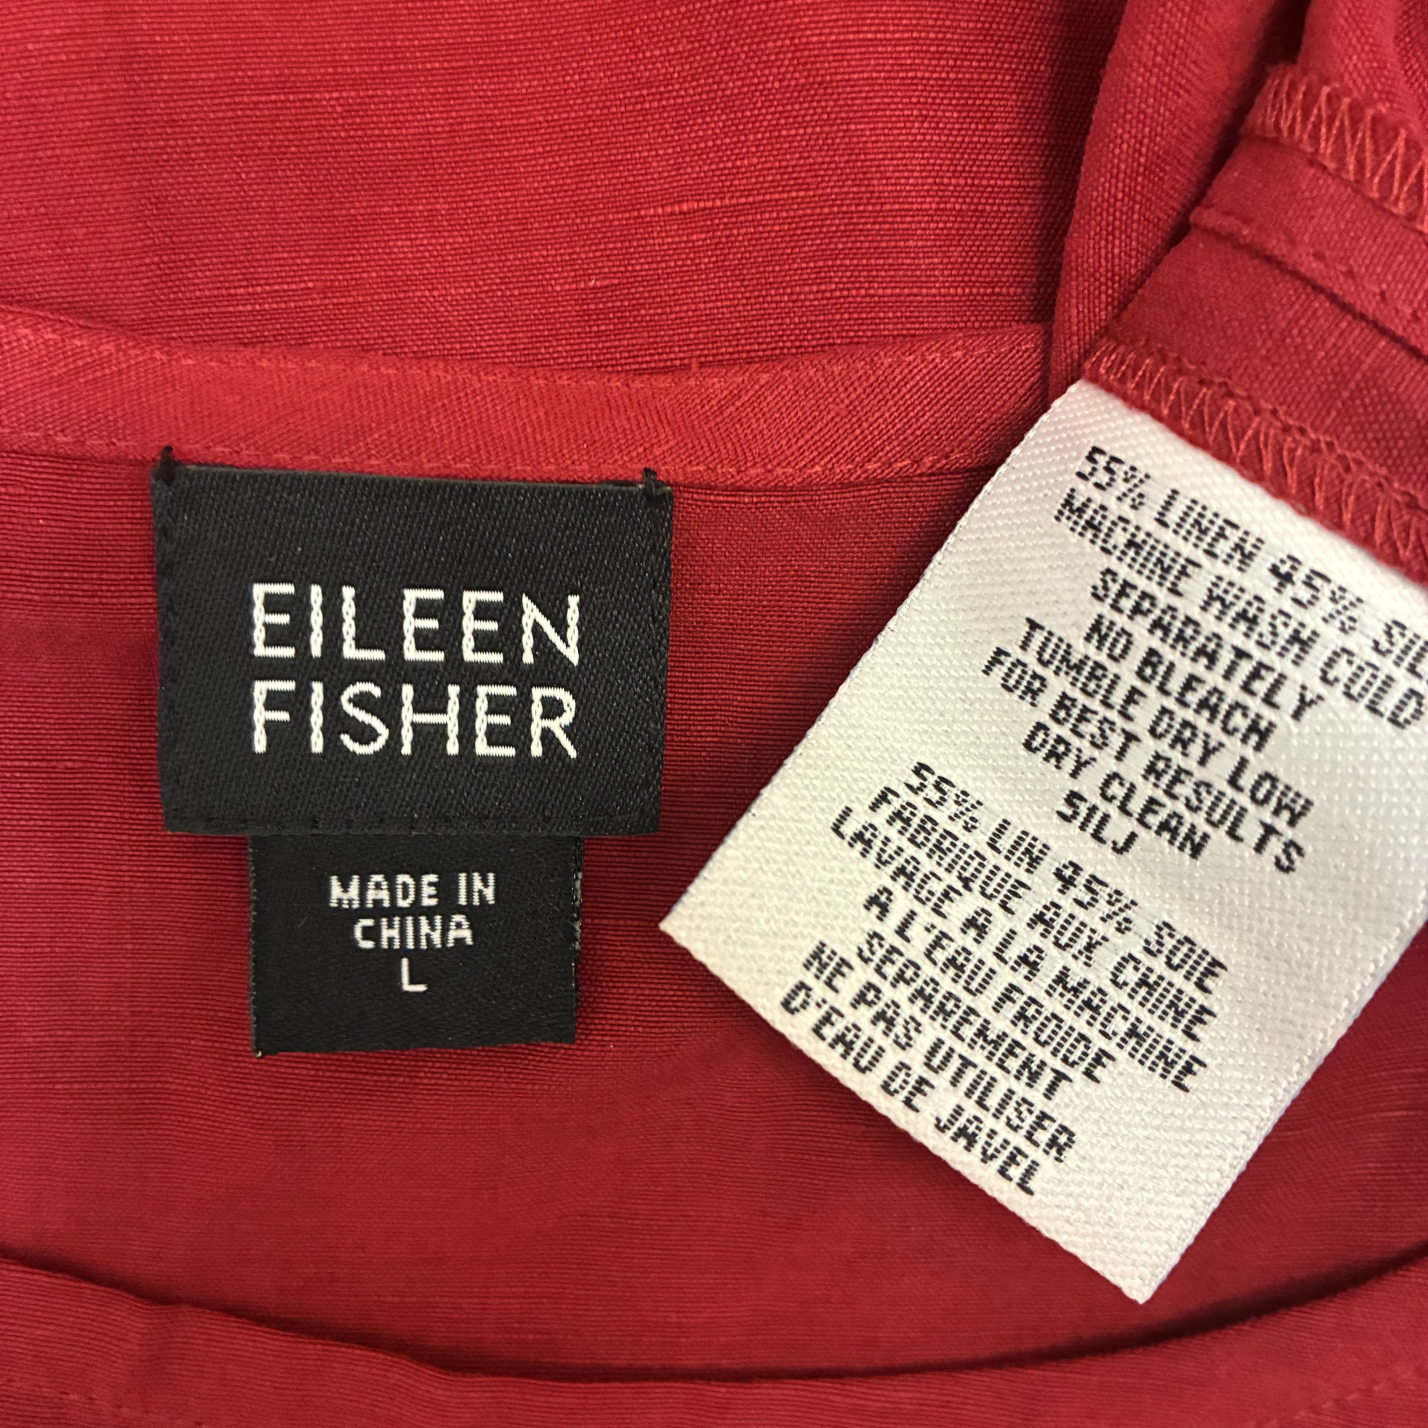 EILEEN
FISHER
MADE IN
CHINA
L
55% LINEN 45%
MACHINE WASH COLD
SEPARATELY
NO BLEACH
TUMBLE DRY LOW
FOR BEST RESULTS
DRY CLEAN
SILJ
55% LIN 45% SOIE
FABRIQUE AUX CHINE
LAVAGE A LA MACHINE
A L'EAU FROIDE
SEPAREMENT
NE PAS UTILISER
D'EAU DE JAVEL